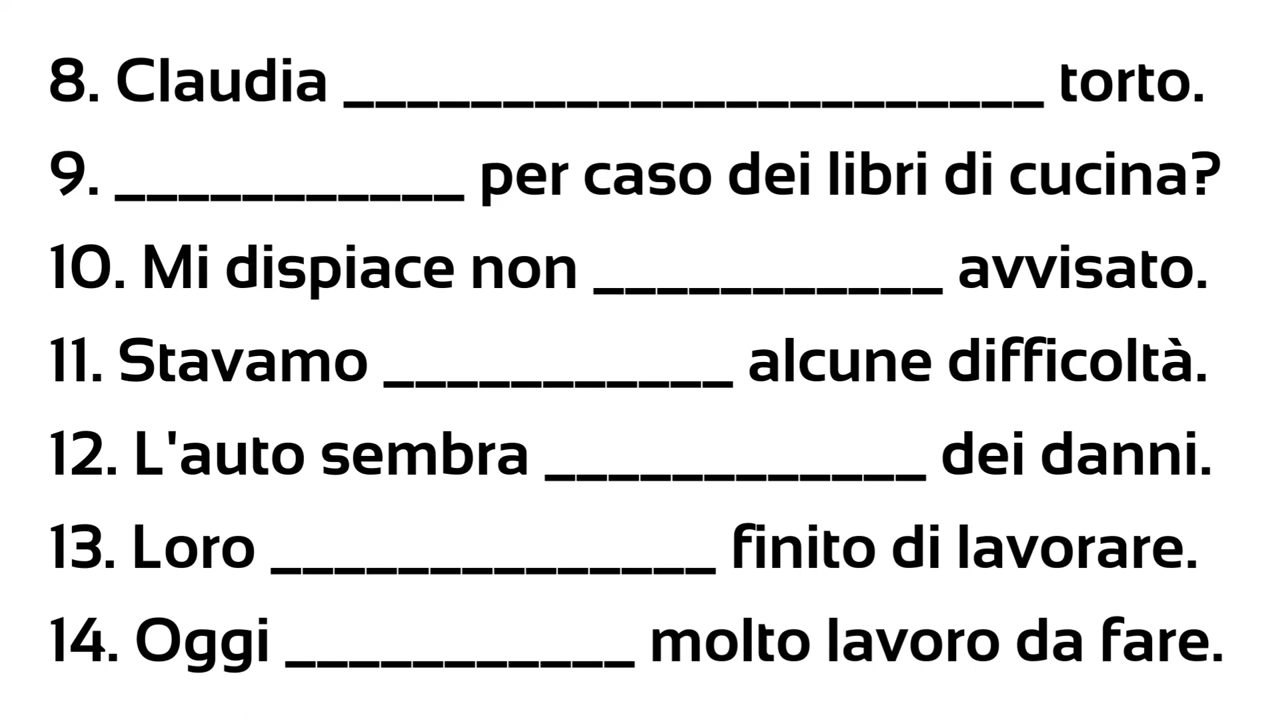 8. Claudia ______________________ torto.
9. ___________ per caso dei libri di cucina?
10. Mi dispiace non ___________ avvisato.
11. Stavamo ___________ alcune difficoltà.
12. L'auto sembra ____________ dei danni.
13. Loro ______________ finito di lavorare.
14. Oggi ___________ molto lavoro da fare.